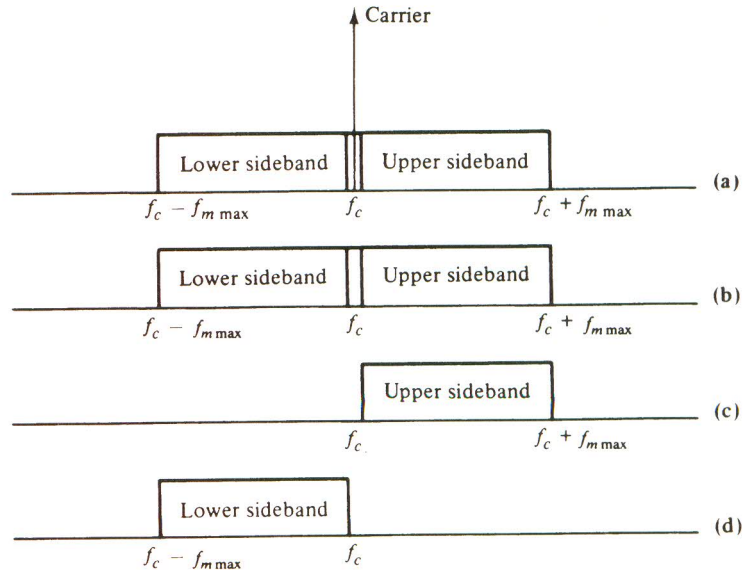 Carrier
Lower sideband Upper sideband (a)
f_c − f_m max f_c f_c + f_m max
Lower sideband Upper sideband (b)
f_c − f_m max f_c f_c + f_m max
Upper sideband (c)
f_c f_c + f_m max
Lower sideband (d)
f_c − f_m max f_c